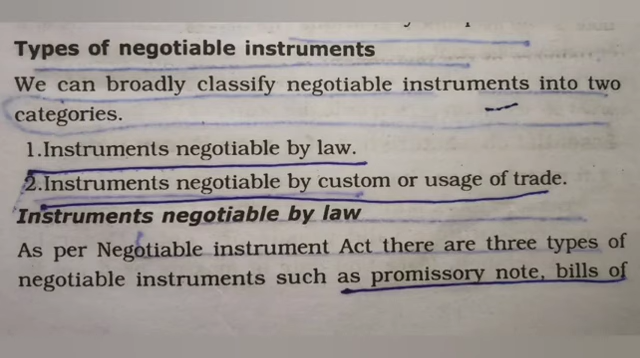 Types of negotiable instruments
We can broadly classify negotiable instruments into two
categories.
1.Instruments negotiable by law.
2.Instruments negotiable by custom or usage of trade.
Instruments negotiable by law
As per Negotiable instrument Act there are three types of
negotiable instruments such as promissory note, bills of